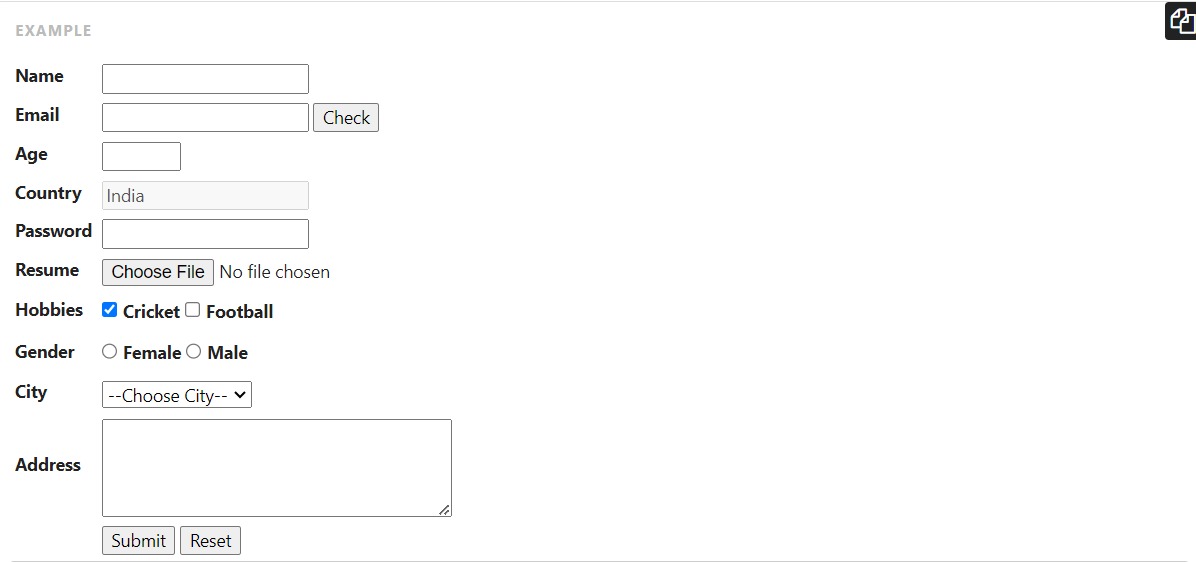 EXAMPLE
Name
Email Check
Age
Country India
Password
Resume Choose File No file chosen
Hobbies Cricket Football
Gender Female Male
City --Choose City--
Address
Submit Reset